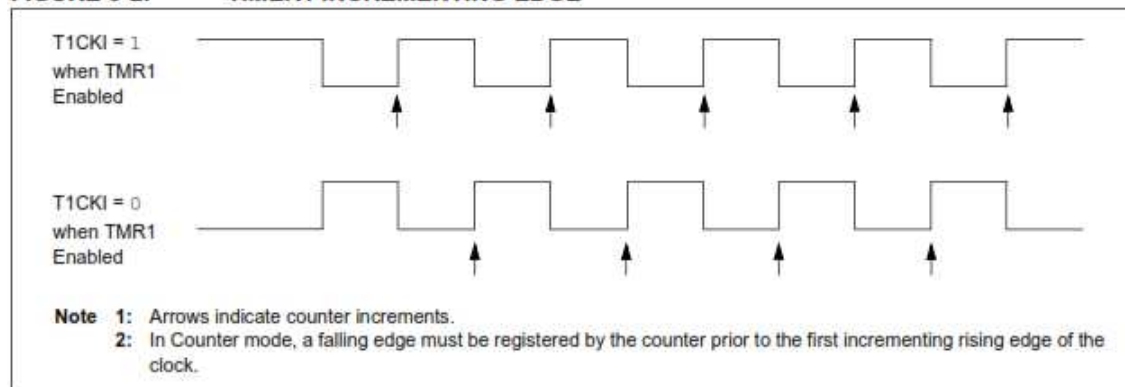 T1CKI = 1
when TMR1
Enabled
T1CKI = 0
when TMR1
Enabled
Note 1: Arrows indicate counter increments.
2: In Counter mode, a falling edge must be registered by the counter prior to the first incrementing rising edge of the
clock.